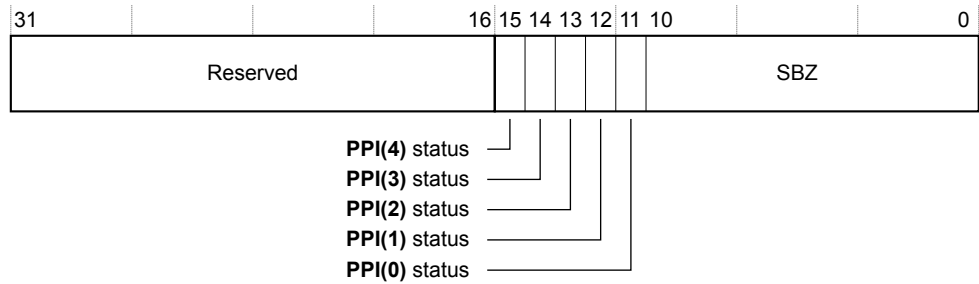 31 16 15 14 13 12 11 10 0
Reserved SBZ
PPI(4) status
PPI(3) status
PPI(2) status
PPI(1) status
PPI(0) status